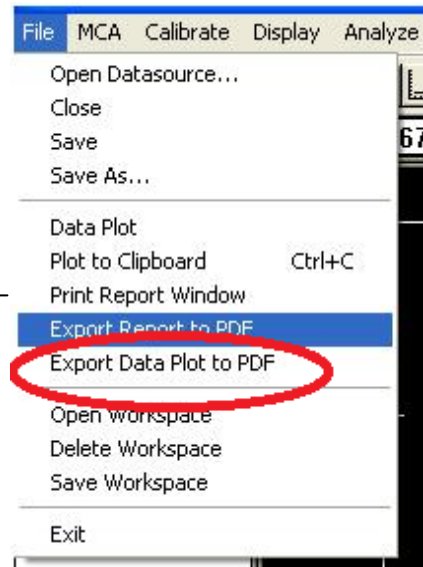 File MCA Calibrate Display Analyze
Open Datasource...
Close
Save
Save As...
67
Data Plot
Plot to Clipboard Ctrl+C
Print Report Window
Export Report to PDF
Export Data Plot to PDF
Open Workspace
Delete Workspace
Save Workspace
Exit